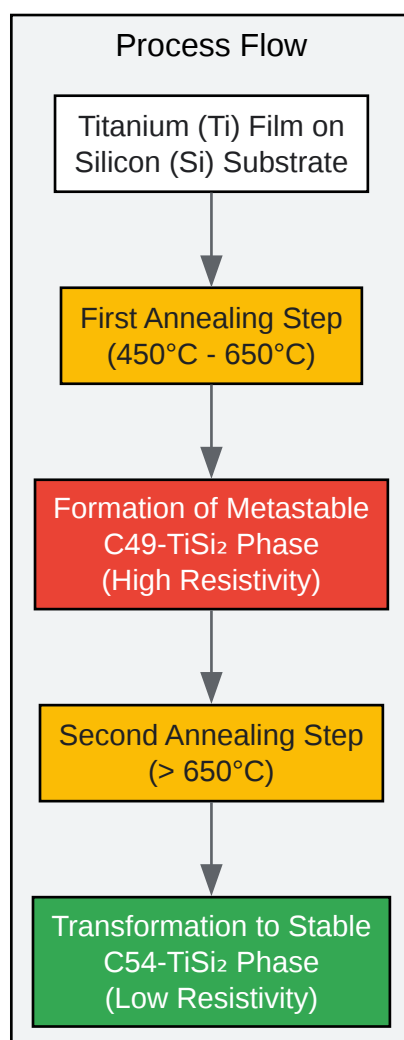 Process Flow
Titanium (Ti) Film on
Silicon (Si) Substrate
First Annealing Step
(450°C - 650°C)
Formation of Metastable
C49-TiSi₂ Phase
(High Resistivity)
Second Annealing Step
(> 650°C)
Transformation to Stable
C54-TiSi₂ Phase
(Low Resistivity)